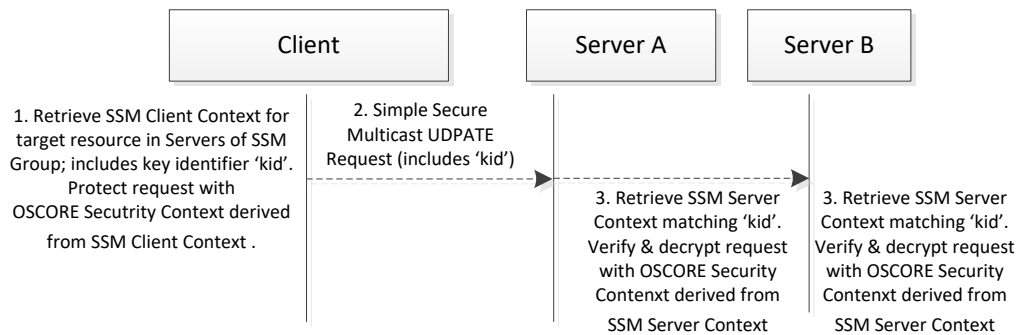 Client
Server A
Server B
1. Retrieve SSM Client Context for
target resource in Servers of SSM
Group; includes key identifier ‘kid’.
Protect request with
OSCORE Secutrity Context derived
from SSM Client Context .
2. Simple Secure
Multicast UDPATE
Request (includes ‘kid’)
3. Retrieve SSM Server
Context matching ‘kid’.
Verify & decrypt request
with OSCORE Security
Contenxt derived from
SSM Server Context
3. Retrieve SSM Server
Context matching ‘kid’.
Verify & decrypt request
with OSCORE Security
Contenxt derived from
SSM Server Context